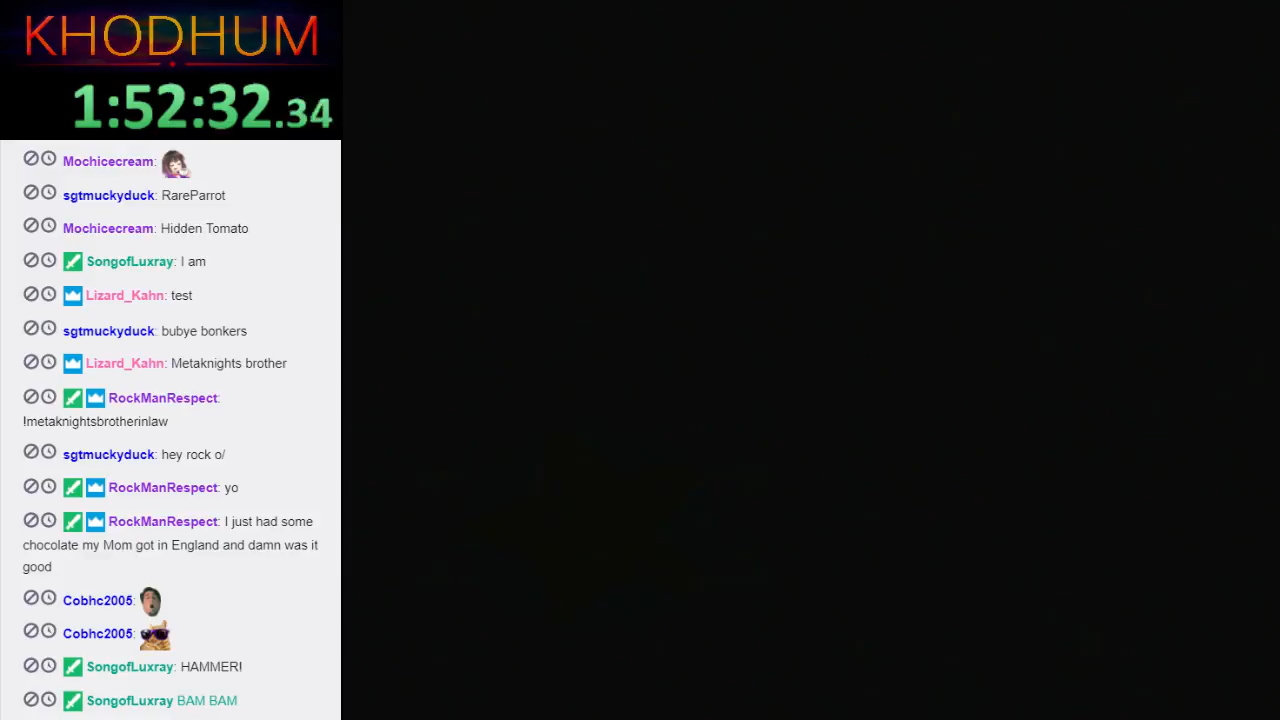 KHODHUM
1:52:32.34
Mochicecream:
sgtmuckyduck: RareParrot
Mochicecream: Hidden Tomato
SongofLuxray: I am
Lizard_Kahn: test
sgtmuckyduck: bubye bonkers
Lizard_Kahn: Metaknights brother
RockManRespect:
!metaknightsbrotherinlaw
sgtmuckyduck: hey rock o/
RockManRespect: yo
RockManRespect: I just had some
chocolate my Mom got in England and damn was it
good
Cobhc2005:
Cobhc2005:
SongofLuxray: HAMMER!
SongofLuxray BAM BAM